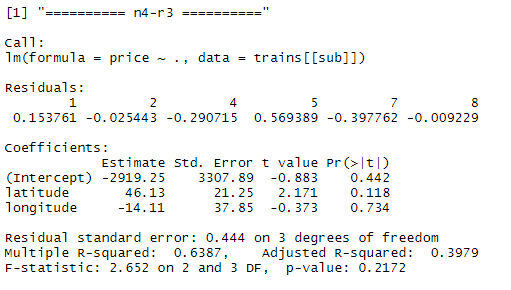 [1] "========== n4-r3 =========="
Call:
lm(formula = price ~ ., data = trains[[sub]])
Residuals:
1 2 4 5 7 8
0.153761 -0.025443 -0.290715 0.569389 -0.397762 -0.009229
Coefficients:
Estimate Std. Error t value Pr(>|t|)
(Intercept) -2919.25 3307.89 -0.883 0.442
latitude 46.13 21.25 2.171 0.118
longitude -14.11 37.85 -0.373 0.734
Residual standard error: 0.444 on 3 degrees of freedom
Multiple R-squared: 0.6387, Adjusted R-squared: 0.3979
F-statistic: 2.652 on 2 and 3 DF, p-value: 0.2172